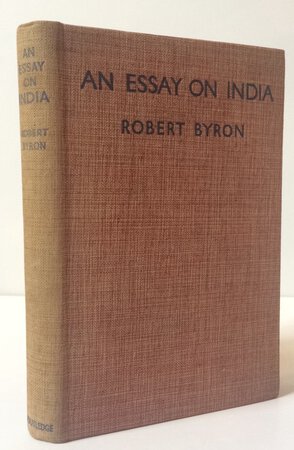 AN ESSAY ON INDIA
ROBERT BYRON
AN
ESSAY
ON
INDIA
ROBERT
BYRON
ROUTLEDGE